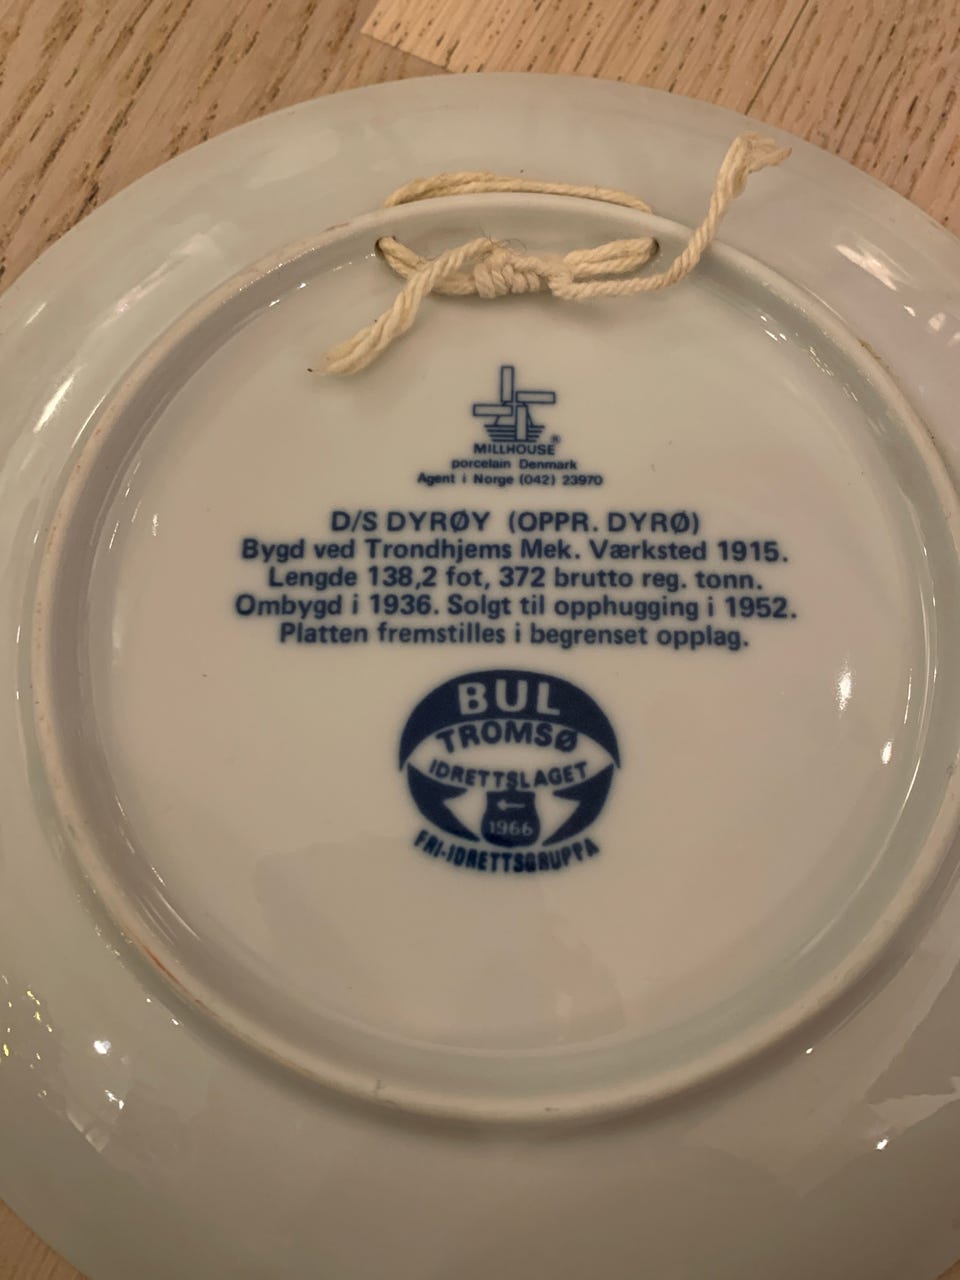 MILLHOUSE ®
porcelain Denmark
Agent i Norge (042) 23970
D/S DYRØY (OPPR. DYRØ)
Bygd ved Trondhjems Mek. Værksted 1915.
Lengde 138,2 fot, 372 brutto reg. tonn.
Ombygd i 1936. Solgt til opphugging i 1952.
Platten fremstilles i begrenset opplag.
BUL
TROMSØ
IDRETTSLAGET
1966
FRI-IDRETTSGRUPPA